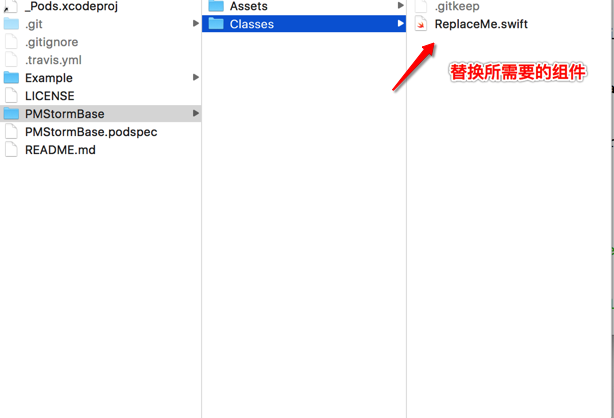 _Pods.xcodeproj
.git
.gitignore
.travis.yml
Example
LICENSE
PMStormBase
PMStormBase.podspec
README.md
Assets
Classes
.gitkeep
ReplaceMe.swift
替换所需要的组件